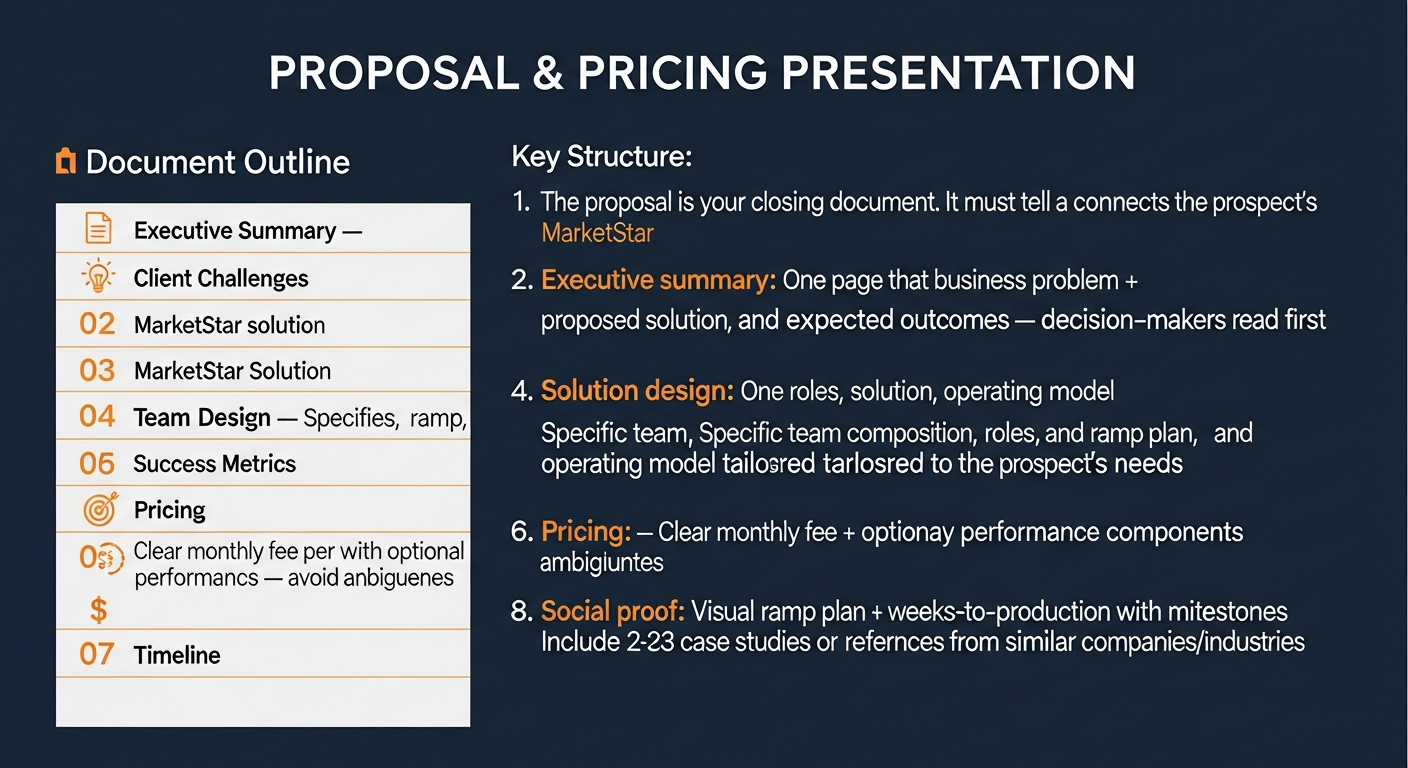 PROPOSAL & PRICING PRESENTATION
Document Outline
Executive Summary —
Client Challenges
02 MarketStar solution
03 MarketStar Solution
04 Team Design — Specifies, ramp,
06 Success Metrics
Pricing
Clear monthly fee per with optional
performancs — avoid anbiguenes
$
07 Timeline
Key Structure:
1. The proposal is your closing document. It must tell a connects the prospect's
MarketStar
2. Executive summary: One page that business problem +
proposed solution, and expected outcomes — decision-makers read first
4. Solution design: One roles, solution, operating model
Specific team, Specific team composition, roles, and ramp plan, and
operating model tailosred tarlosred to the prospect's needs
6. Pricing: — Clear monthly fee + optionay performance components
ambigiuntes
8. Social proof: Visual ramp plan + weeks-to-production with mitestones
Include 2-23 case studies or refernces from similar companies/industries